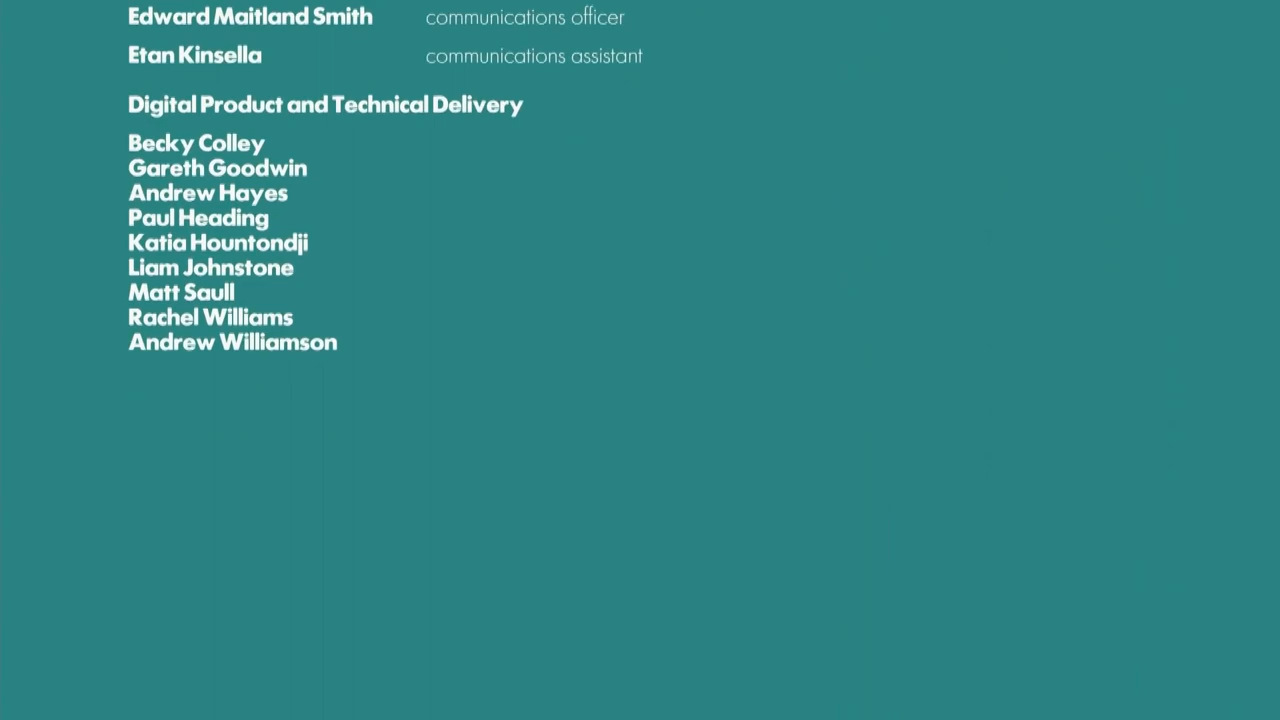 Edward Maitland Smith communications officer
Etan Kinsella communications assistant
Digital Product and Technical Delivery
Becky Colley
Gareth Goodwin
Andrew Hayes
Paul Heading
Katia Hountondji
Liam Johnstone
Matt Saull
Rachel Williams
Andrew Williamson